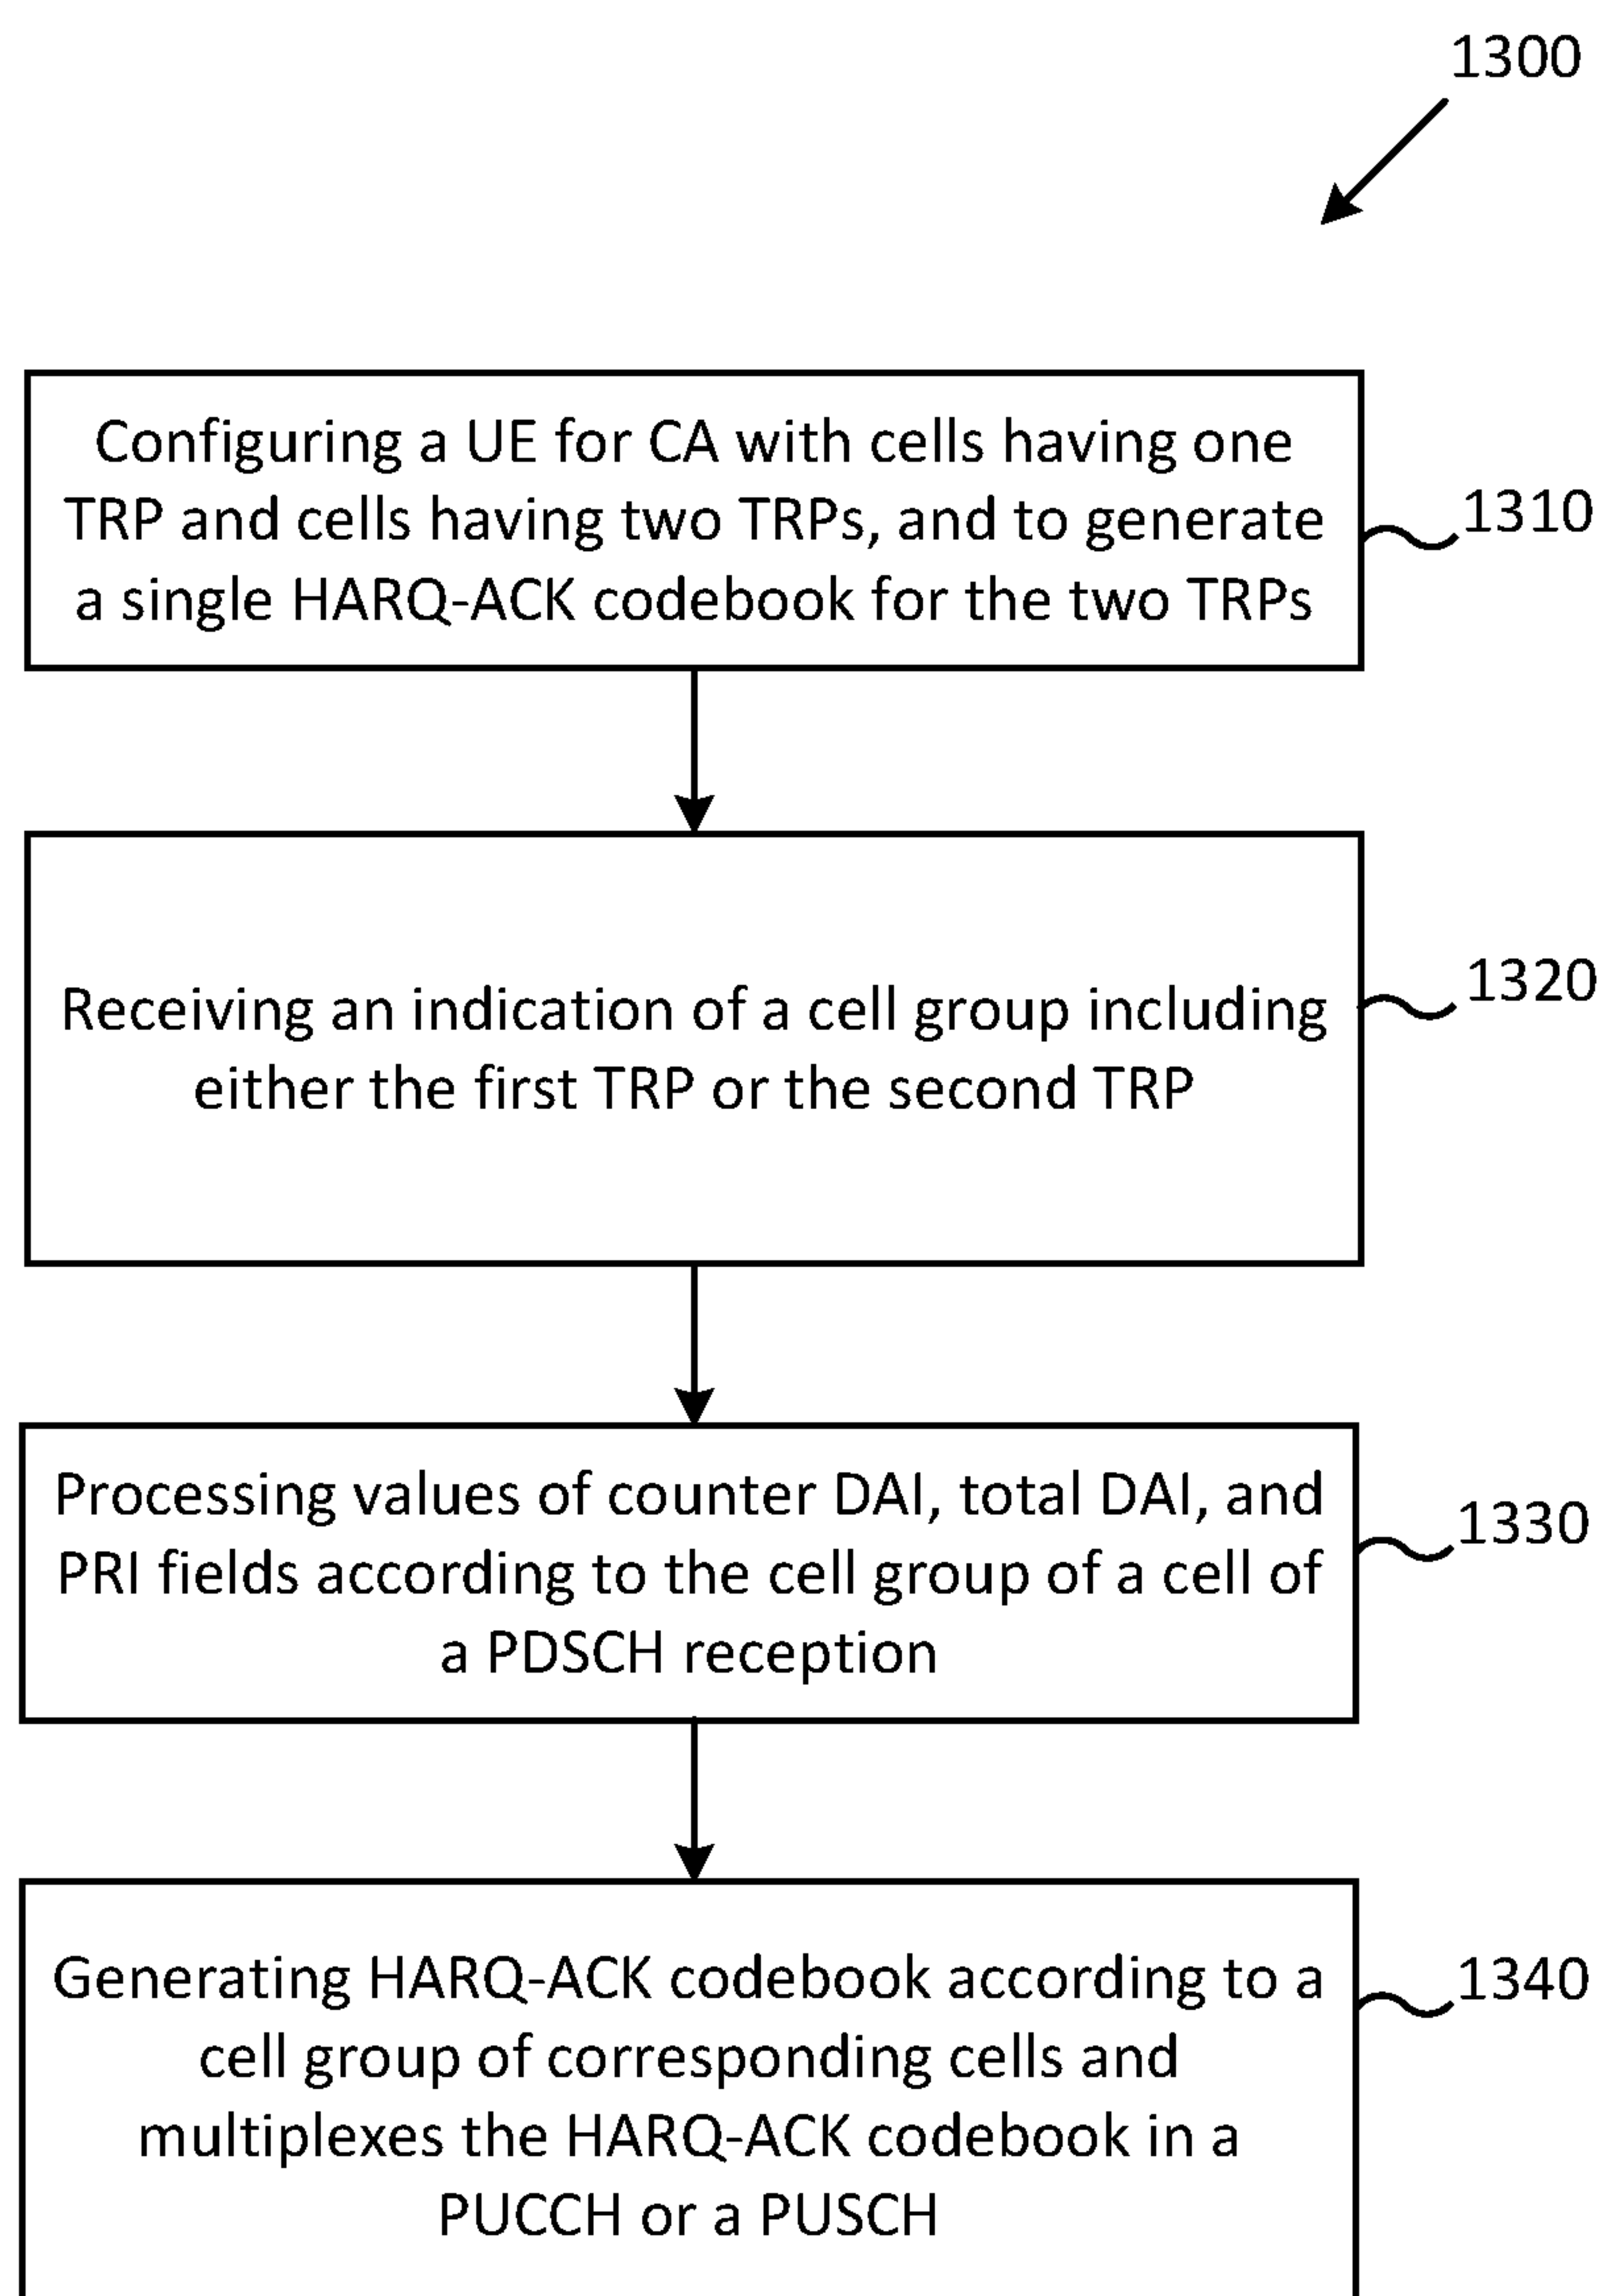 1300
Configuring a UE for CA with cells having one
TRP and cells having two TRPs, and to generate
a single HARQ-ACK codebook for the two TRPs
1310
Receiving an indication of a cell group including
either the first TRP or the second TRP
1320
Processing values of counter DAI, total DAI, and
PRI fields according to the cell group of a cell of
a PDSCH reception
1330
Generating HARQ-ACK codebook according to a
cell group of corresponding cells and
multiplexes the HARQ-ACK codebook in a
PUCCH or a PUSCH
1340